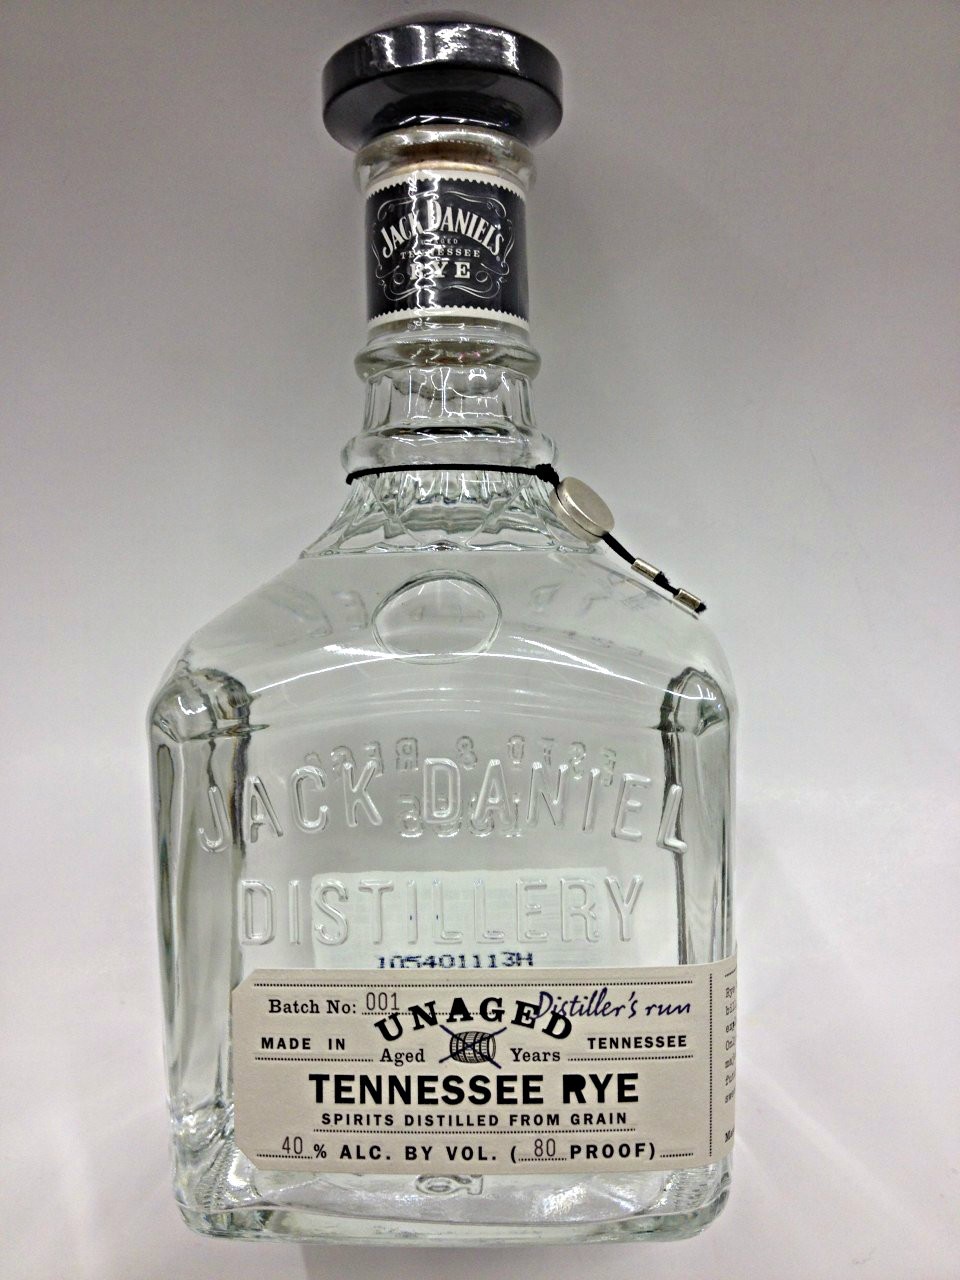 JACK DANIEL'S
UNAGED
TENNESSEE
RYE
JACK DANIEL
DISTILLERY
105401113H
Batch No: 001 Distiller's run
UNAGED
MADE IN TENNESSEE
Aged Years
TENNESSEE RYE
SPIRITS DISTILLED FROM GRAIN
40 % ALC. BY VOL. ( 80 PROOF)